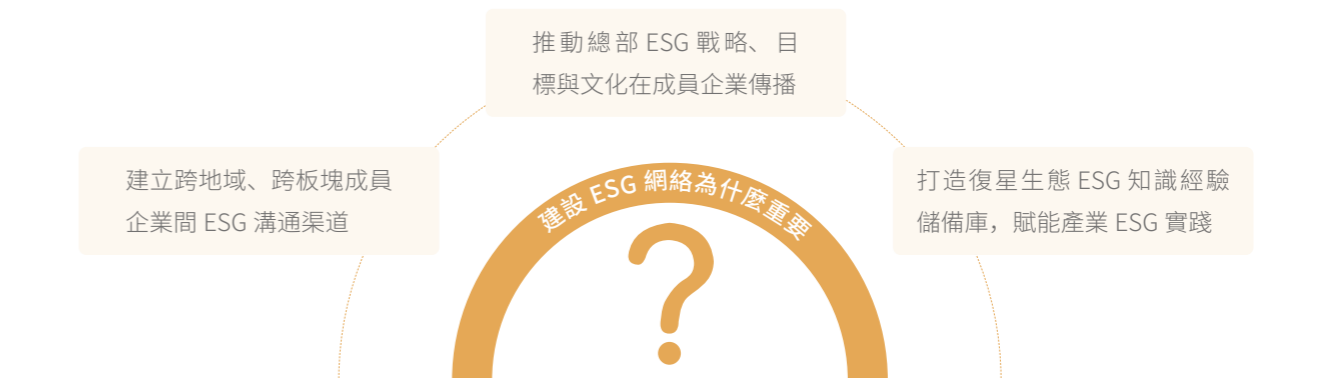 推動總部 ESG 戰略、目
標與文化在成員企業傳播
建立跨地域、跨板塊成員
企業間 ESG 溝通渠道
建設 ESG 網絡為什麼重要
?
打造復星生態 ESG 知識經驗
儲備庫，賦能產業 ESG 實踐